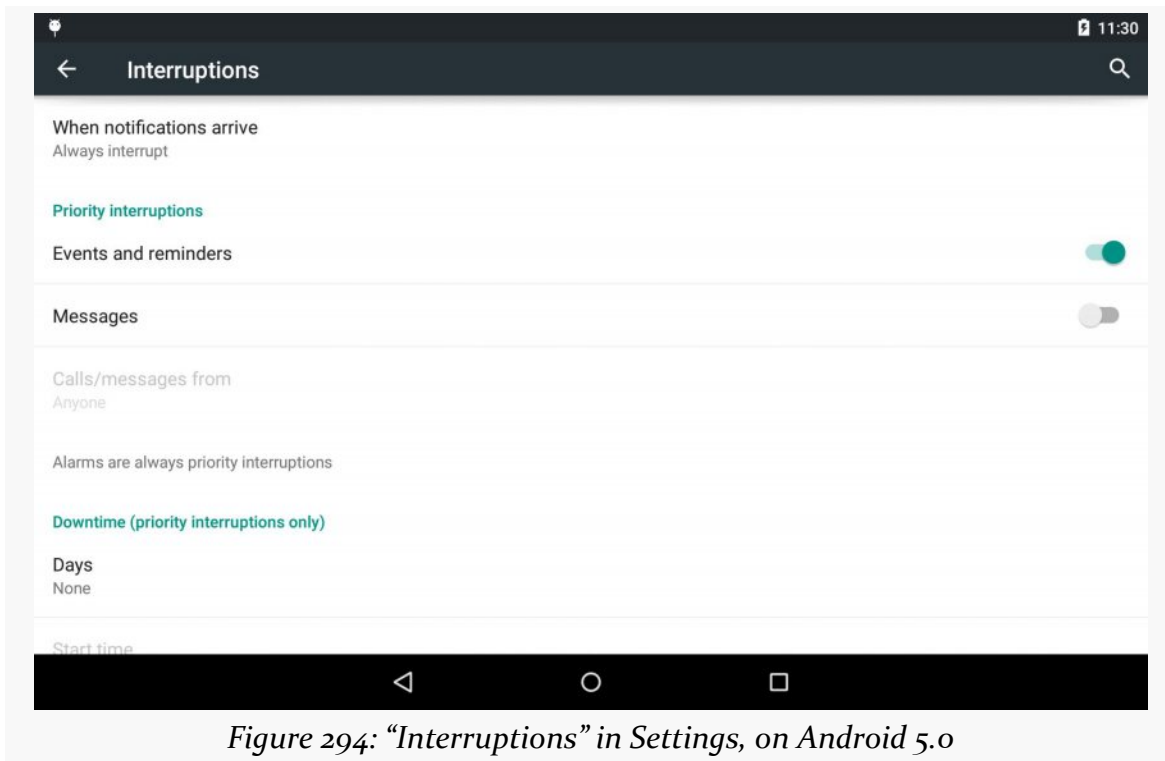 11:30
Interruptions
When notifications arrive
Always interrupt
Priority interruptions
Events and reminders
Messages
Calls/messages from
Anyone
Alarms are always priority interruptions
Downtime (priority interruptions only)
Days
None
Start time
Figure 294: “Interruptions” in Settings, on Android 5.0